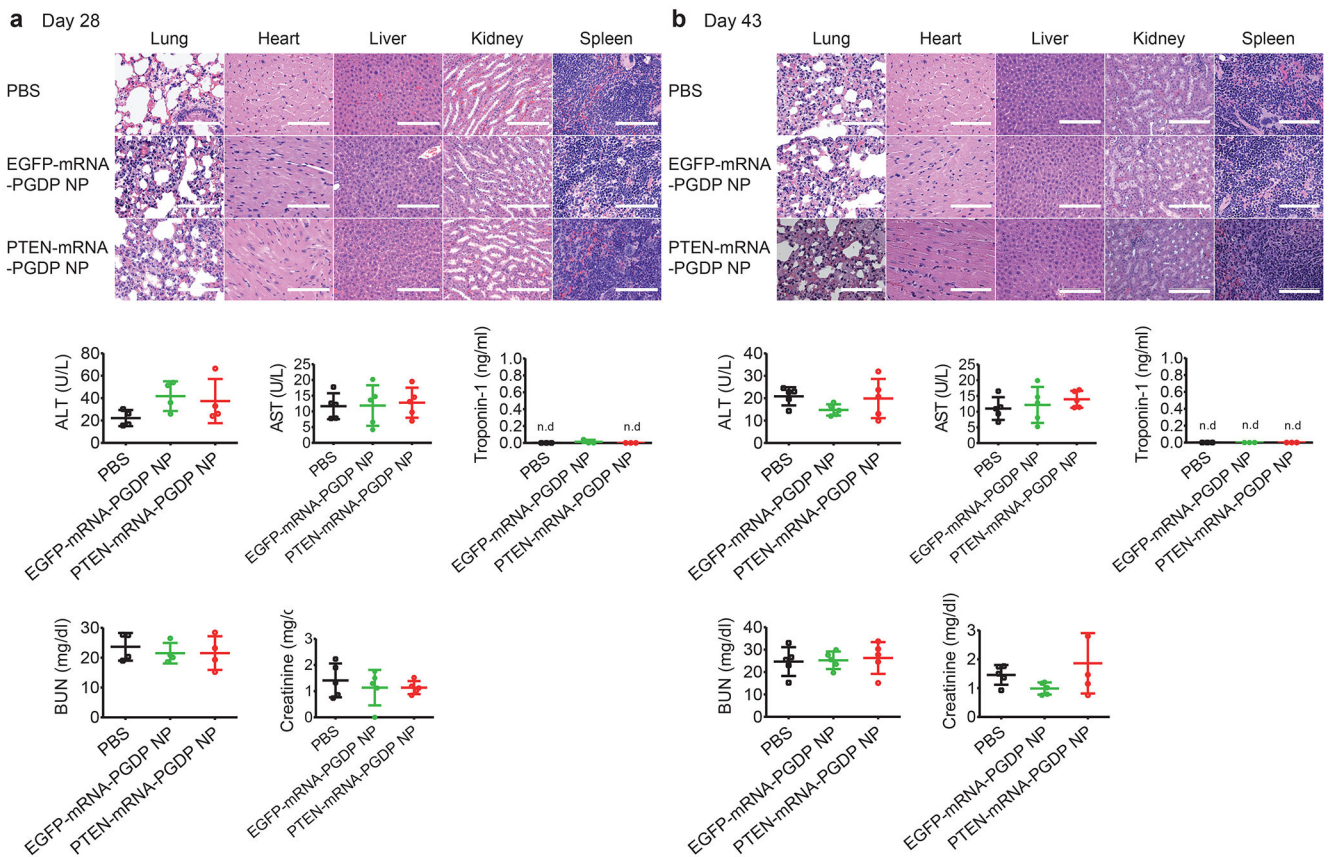 a Day 28
Lung Heart Liver Kidney Spleen
PBS
EGFP-mRNA
-PGDP NP
PTEN-mRNA
-PGDP NP
ALT (U/L)
80
60
40
20
0
PBS
EGFP-mRNA-PGDP NP
PTEN-mRNA-PGDP NP
AST (U/L)
25
20
15
10
5
0
PBS
EGFP-mRNA-PGDP NP
PTEN-mRNA-PGDP NP
Troponin-1 (ng/ml)
1.0
0.8
0.6
0.4
0.2
0.0
n.d
n.d
PBS
EGFP-mRNA-PGDP NP
PTEN-mRNA-PGDP NP
BUN (mg/dl)
30
20
10
0
PBS
EGFP-mRNA-PGDP NP
PTEN-mRNA-PGDP NP
Creatinine (mg/
3
2
1
0
PBS
EGFP-mRNA-PGDP NP
PTEN-mRNA-PGDP NP
b Day 43
Lung Heart Liver Kidney Spleen
PBS
EGFP-mRNA
-PGDP NP
PTEN-mRNA
-PGDP NP
ALT (U/L)
40
30
20
10
0
PBS
EGFP-mRNA-PGDP NP
PTEN-mRNA-PGDP NP
AST (U/L)
25
20
15
10
5
0
PBS
EGFP-mRNA-PGDP NP
PTEN-mRNA-PGDP NP
Troponin-1 (ng/ml)
1.0
0.8
0.6
0.4
0.2
0.0
n.d
n.d
n.d
PBS
EGFP-mRNA-PGDP NP
PTEN-mRNA-PGDP NP
BUN (mg/dl)
40
30
20
10
0
PBS
EGFP-mRNA-PGDP NP
PTEN-mRNA-PGDP NP
Creatinine (mg/dl)
3
2
1
0
PBS
EGFP-mRNA-PGDP NP
PTEN-mRNA-PGDP NP